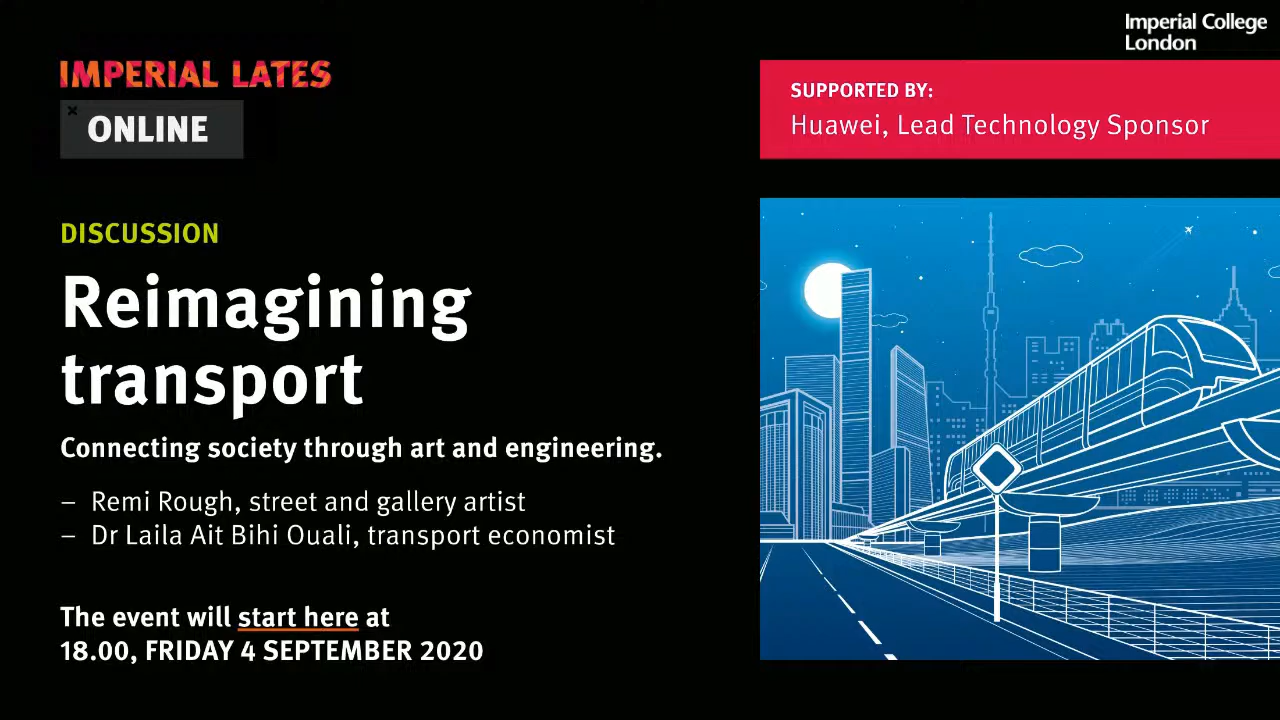 Imperial College
London
IMPERIAL LATES
ONLINE
SUPPORTED BY:
Huawei, Lead Technology Sponsor
DISCUSSION
Reimagining
transport
Connecting society through art and engineering.
– Remi Rough, street and gallery artist
– Dr Laila Ait Bihi Ouali, transport economist
The event will start here at
18.00, FRIDAY 4 SEPTEMBER 2020